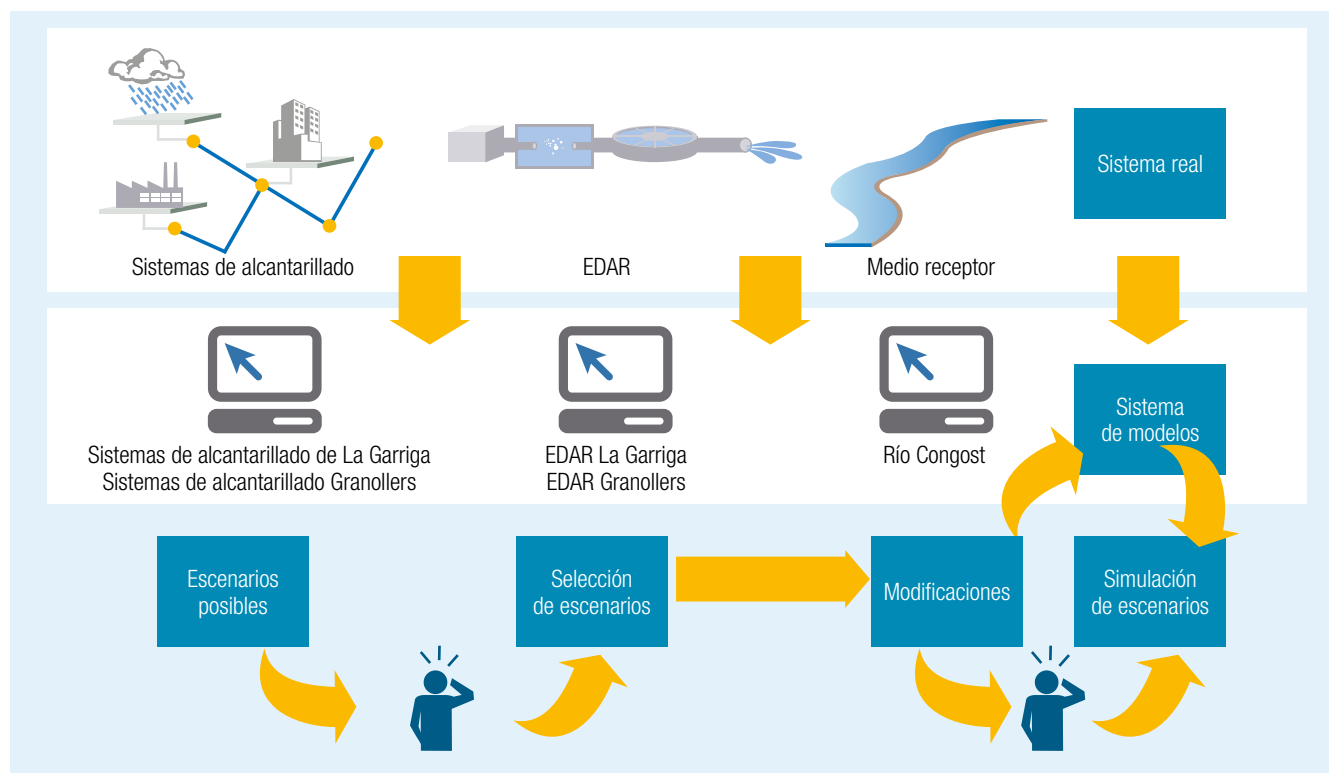 Sistema real
Sistemas de alcantarillado
EDAR
Medio receptor
Sistema
de modelos
Sistemas de alcantarillado de La Garriga
Sistemas de alcantarillado Granollers
EDAR La Garriga
EDAR Granollers
Río Congost
Escenarios
posibles
Selección
de escenarios
Modificaciones
Simulación
de escenarios